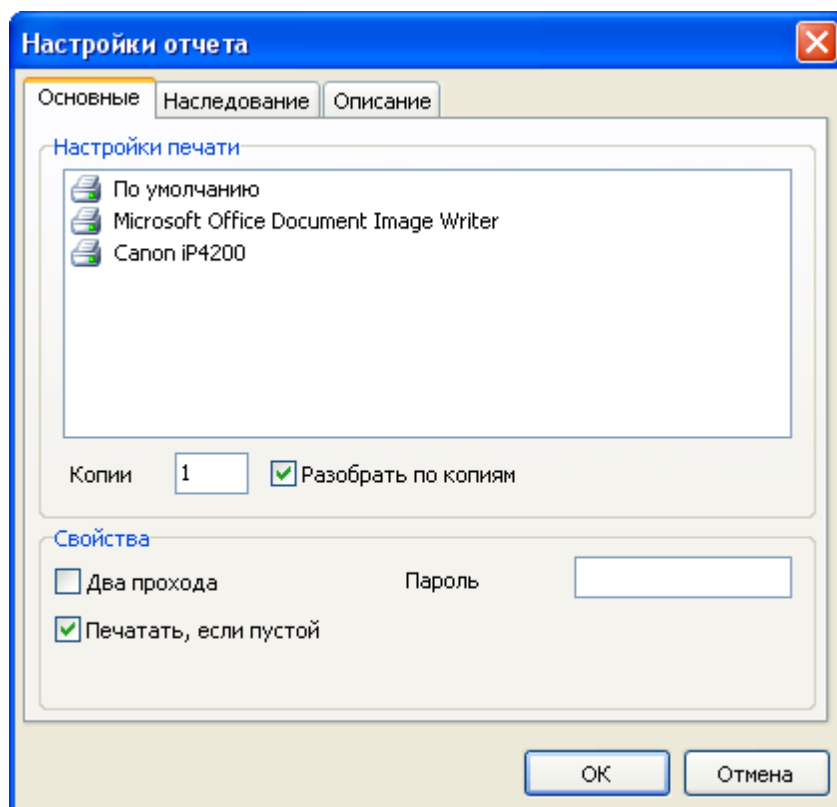 Настройки отчета
Основные Наследование Описание
Настройки печати
По умолчанию
Microsoft Office Document Image Writer
Canon iP4200
Копии 1 Разобрать по копиям
Свойства
Два прохода Пароль
Печатать, если пустой
OK Отмена